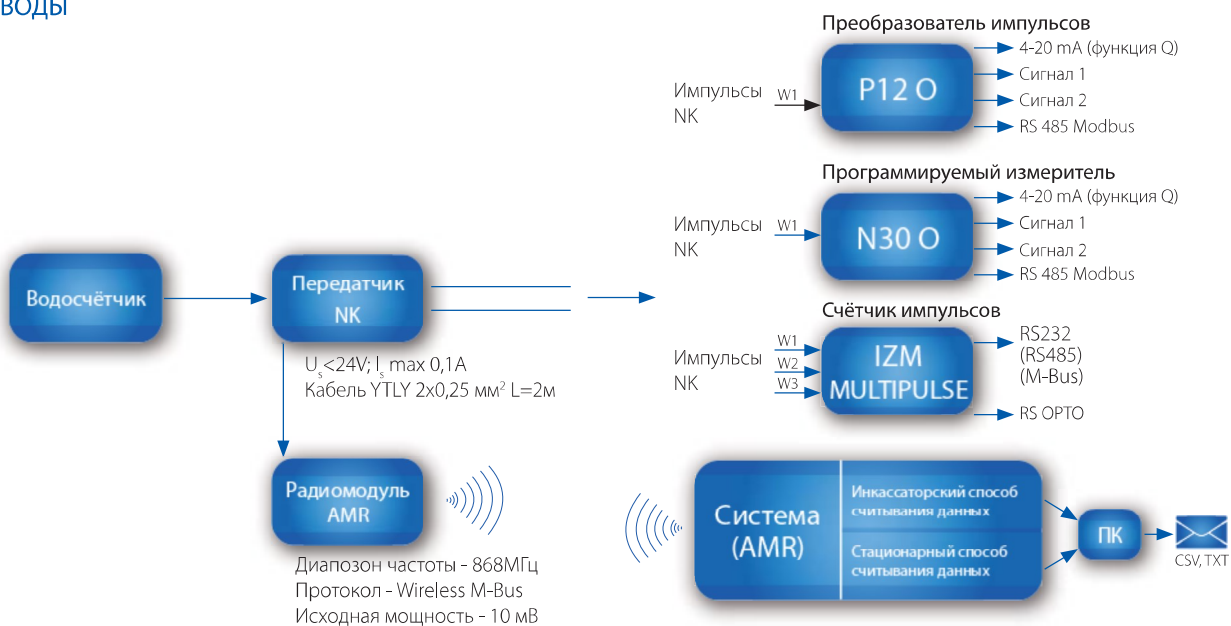 ВОДЫ
Преобразователь импульсов
Импульсы
NK
W1
P12 O
4-20 mA (функция Q)
Сигнал 1
Сигнал 2
RS 485 Modbus
Программируемый измеритель
Импульсы
NK
W1
N30 O
4-20 mA (функция Q)
Сигнал 1
Сигнал 2
RS 485 Modbus
Водосчётчик
Передатчик
NK
U_s<24V; I_s max 0,1A
Кабель YTLY 2x0,25 мм² L=2м
Счётчик импульсов
Импульсы
NK
W1
W2
W3
IZM
MULTIPULSE
RS232
(RS485)
(M-Bus)
RS OPTO
Радиомодуль
AMR
Диапозон частоты - 868МГц
Протокол - Wireless M-Bus
Исходная мощность - 10 мВ
Система
(AMR)
Инкассаторский способ
считывания данных
Стационарный способ
считывания данных
ПК
CSV, TXT